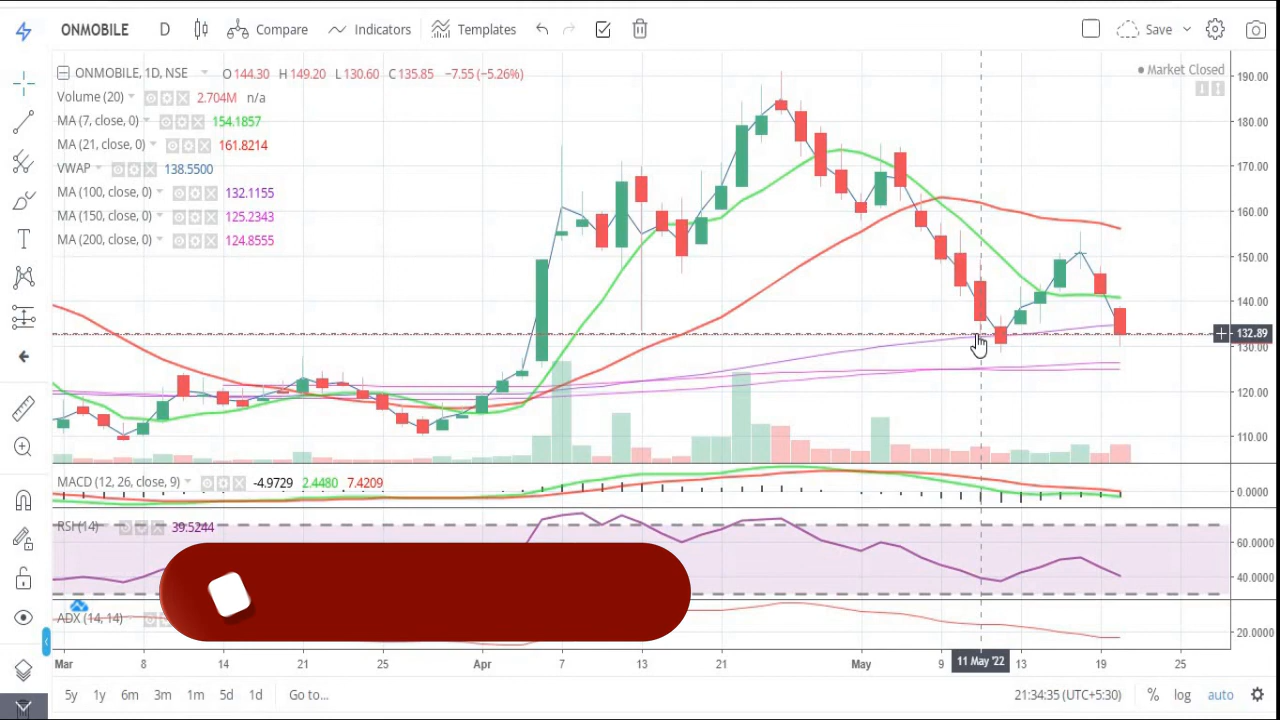 ONMOBILE D Compare Indicators Templates Save
ONMOBILE, 1D, NSE O144.30 H149.20 L130.60 C135.85 −7.55 (−5.26%)
Market Closed
Volume (20) 2.704M n/a
MA (7, close, 0) 154.1857
MA (21, close, 0) 161.8214
VWAP 138.5500
MA (100, close, 0) 132.1155
MA (150, close, 0) 125.2343
MA (200, close, 0) 124.8555
190.00
180.00
170.00
160.00
150.00
140.00
132.89
130.00
120.00
110.00
MACD (12, 26, close, 9) -4.9729 2.4480 7.4209
0.0000
RSI (14) 39.5244
60.0000
40.0000
ADX (14, 14)
20.0000
Mar 8 14 21 25 Apr 7 13 21 May 9 11 May '22 13 19 25
5y 1y 6m 3m 1m 5d 1d Go to... 21:34:35 (UTC+5:30) % log auto